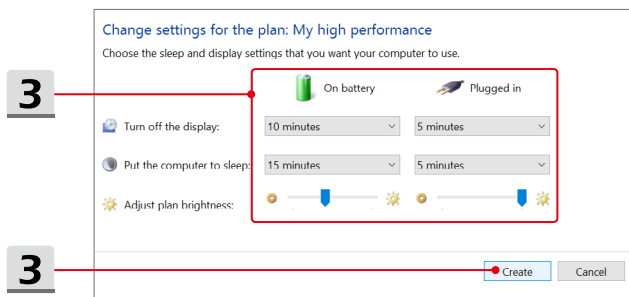 Change settings for the plan: My high performance
Choose the sleep and display settings that you want your computer to use.
3
On battery
Plugged in
Turn off the display:
10 minutes
5 minutes
Put the computer to sleep:
15 minutes
5 minutes
Adjust plan brightness:
3
Create
Cancel